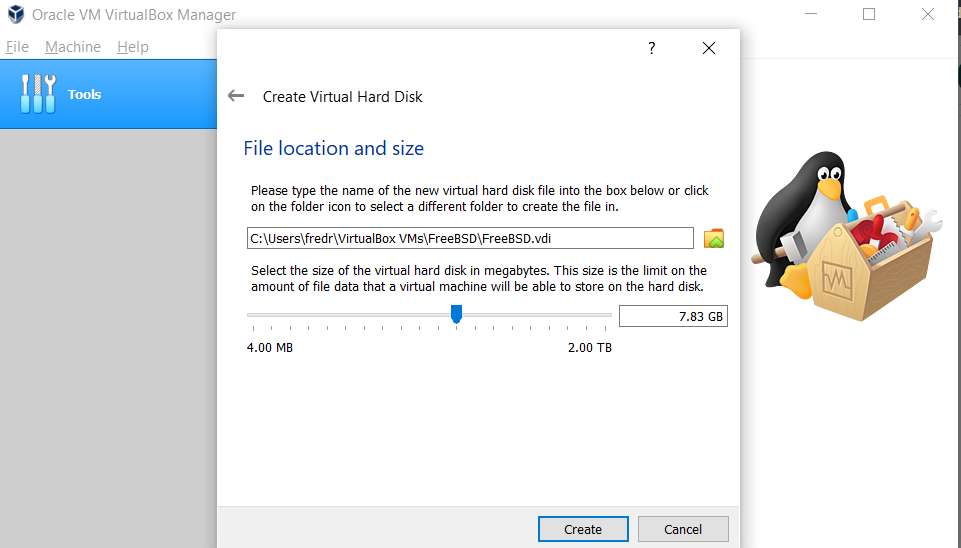 Oracle VM VirtualBox Manager
File Machine Help
Tools
?
Create Virtual Hard Disk
File location and size
Please type the name of the new virtual hard disk file into the box below or click
on the folder icon to select a different folder to create the file in.
C:\Users\fredr\VirtualBox VMs\FreeBSD\FreeBSD.vdi
Select the size of the virtual hard disk in megabytes. This size is the limit on the
amount of file data that a virtual machine will be able to store on the hard disk.
7.83 GB
4.00 MB 2.00 TB
Create Cancel